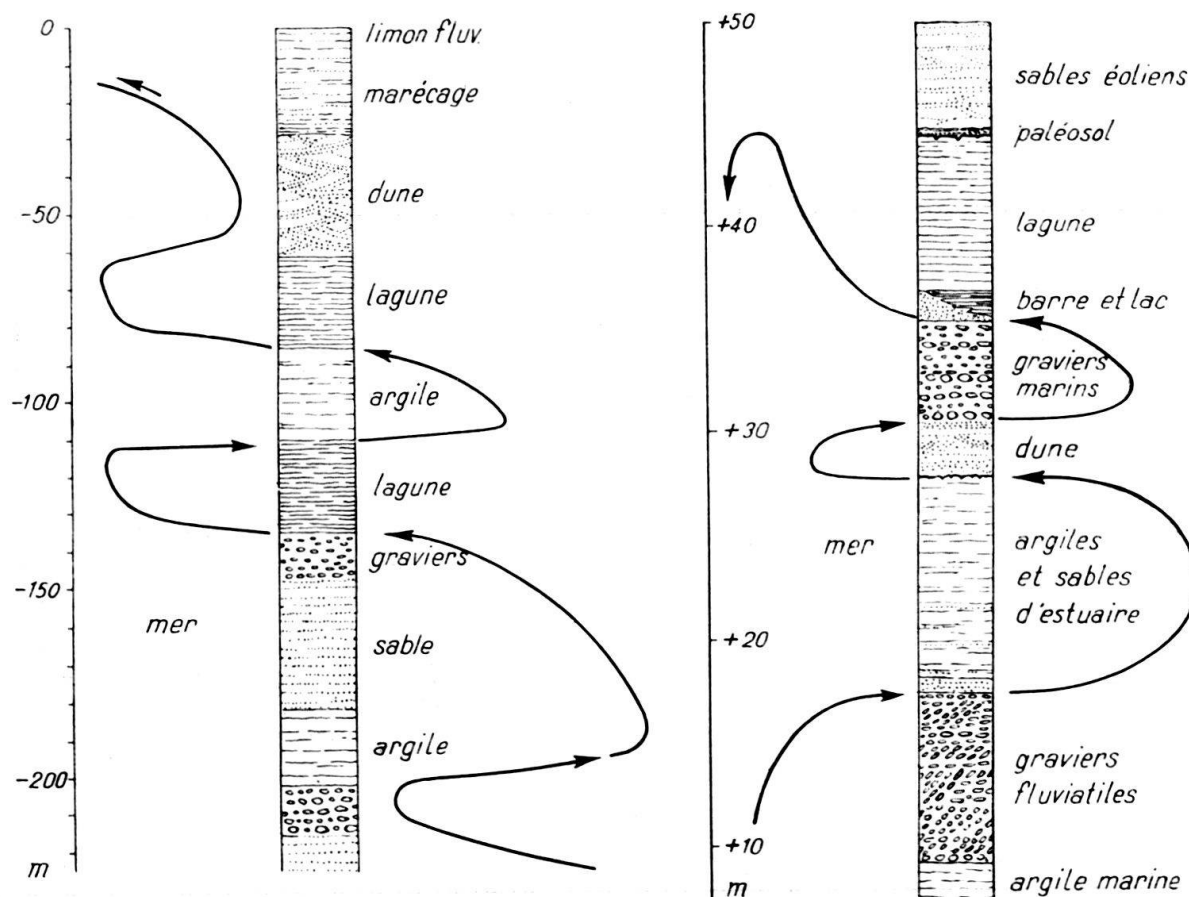 0
limon fluv.
marécage
dune
-50
lagune
-100
argile
lagune
graviers
-150
mer
sable
argile
-200
m
+50
sables éoliens
paléosol
+40
lagune
barre et lac
graviers
marins
+30
dune
mer
argiles
et sables
d'estuaire
+20
graviers
fluviatiles
+10
m
argile marine